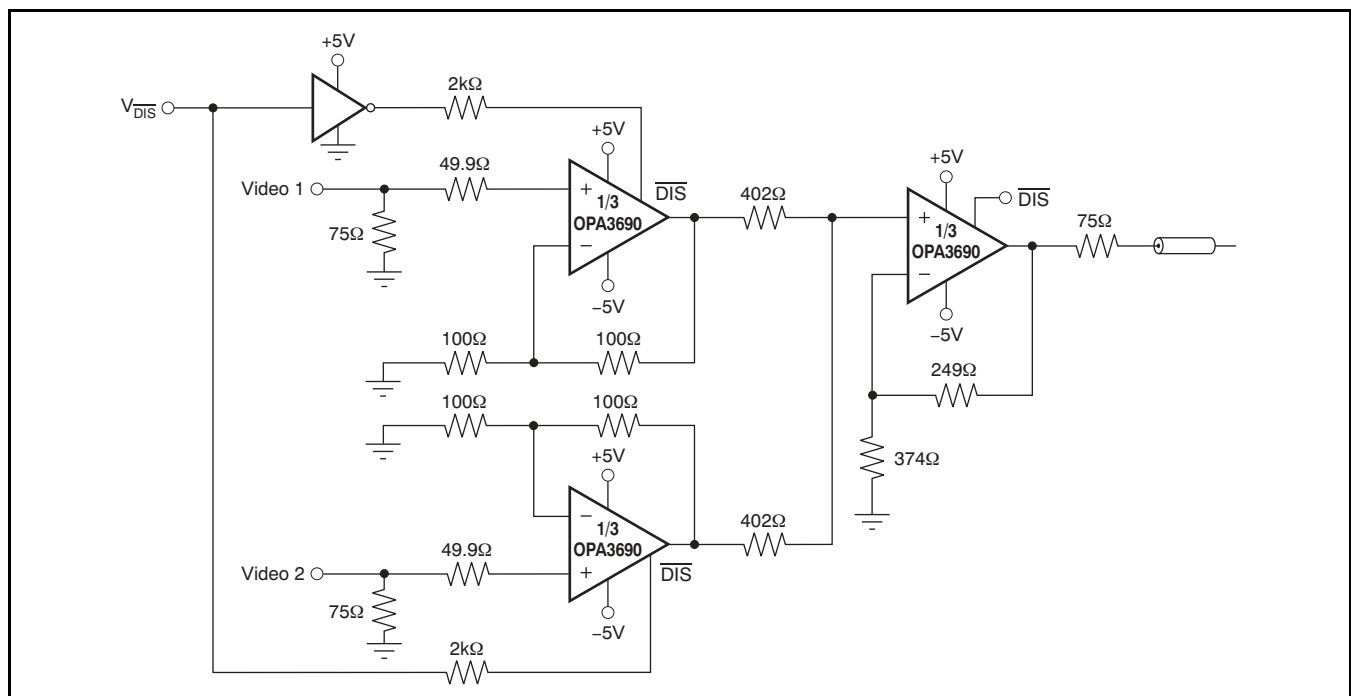 +5V
V DIS
2kΩ
+5V
Video 1
49.9Ω
+
1/3
OPA3690
−
DIS
75Ω
−5V
402Ω
+5V
DIS
+
1/3
OPA3690
−
75Ω
−5V
100Ω
100Ω
249Ω
100Ω
100Ω
374Ω
+5V
−
1/3
OPA3690
+
402Ω
DIS
49.9Ω
Video 2
75Ω
−5V
2kΩ